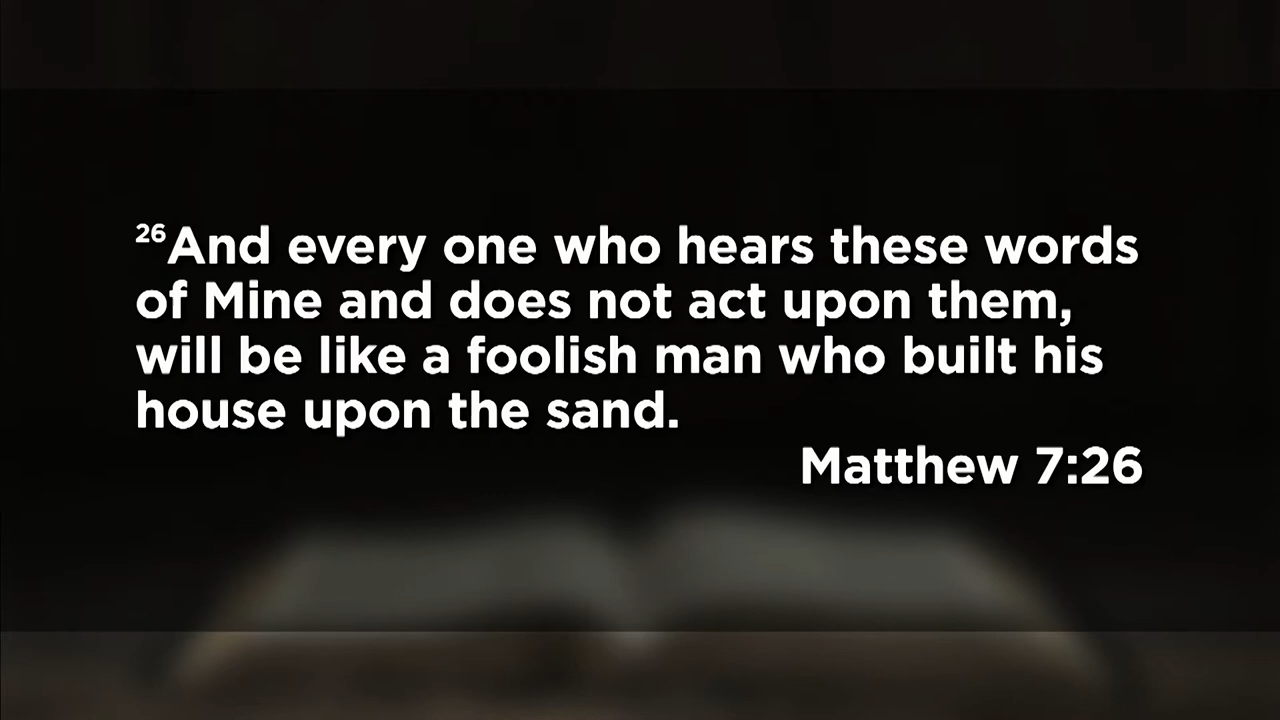 26And every one who hears these words
of Mine and does not act upon them,
will be like a foolish man who built his
house upon the sand.
Matthew 7:26